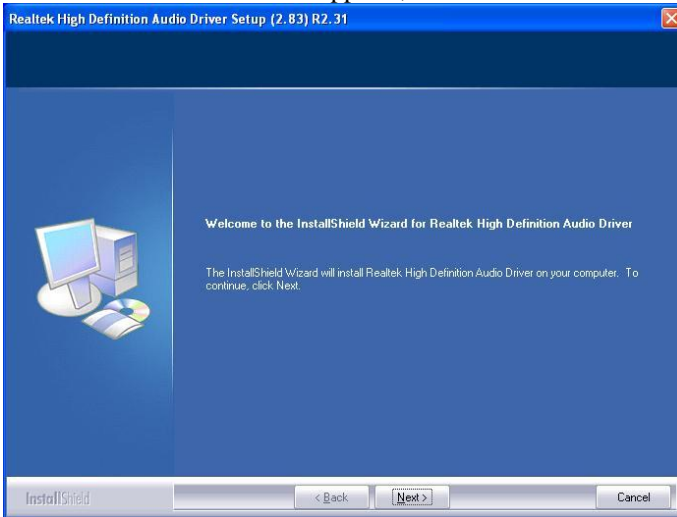 Realtek High Definition Audio Driver Setup (2.83) R2.31
Welcome to the InstallShield Wizard for Realtek High Definition Audio Driver
The InstallShield Wizard will install Realtek High Definition Audio Driver on your computer. To
continue, click Next.
InstallShield
< Back
Next >
Cancel